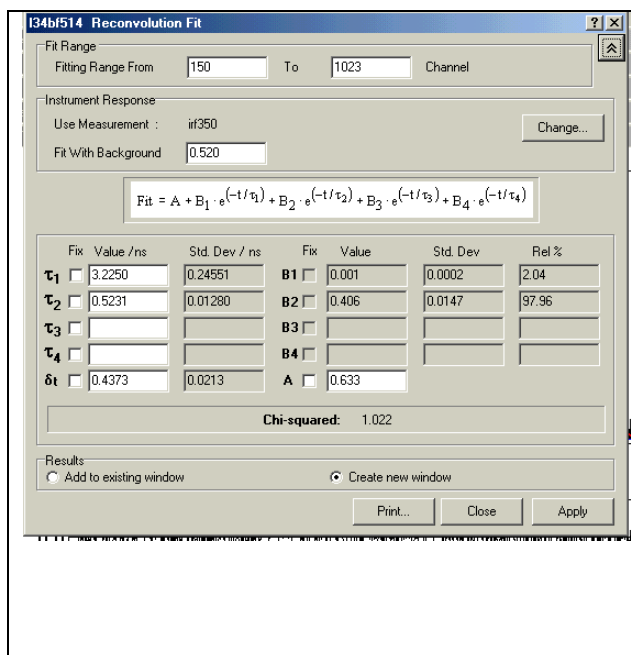 I34bf514 Reconvolution Fit
Fit Range
Fitting Range From 150 To 1023 Channel
Instrument Response
Use Measurement : irf350 Change...
Fit With Background 0.520
Fit = A + B1 · e(-t/τ1) + B2 · e(-t/τ2) + B3 · e(-t/τ3) + B4 · e(-t/τ4)
Fix Value /ns Std. Dev / ns Fix Value Std. Dev Rel %
τ1 3.2250 0.24551 B1 0.001 0.0002 2.04
τ2 0.5231 0.01280 B2 0.406 0.0147 97.96
τ3 B3
τ4 B4
δt 0.4373 0.0213 A 0.633
Chi-squared: 1.022
Results
Add to existing window Create new window
Print... Close Apply